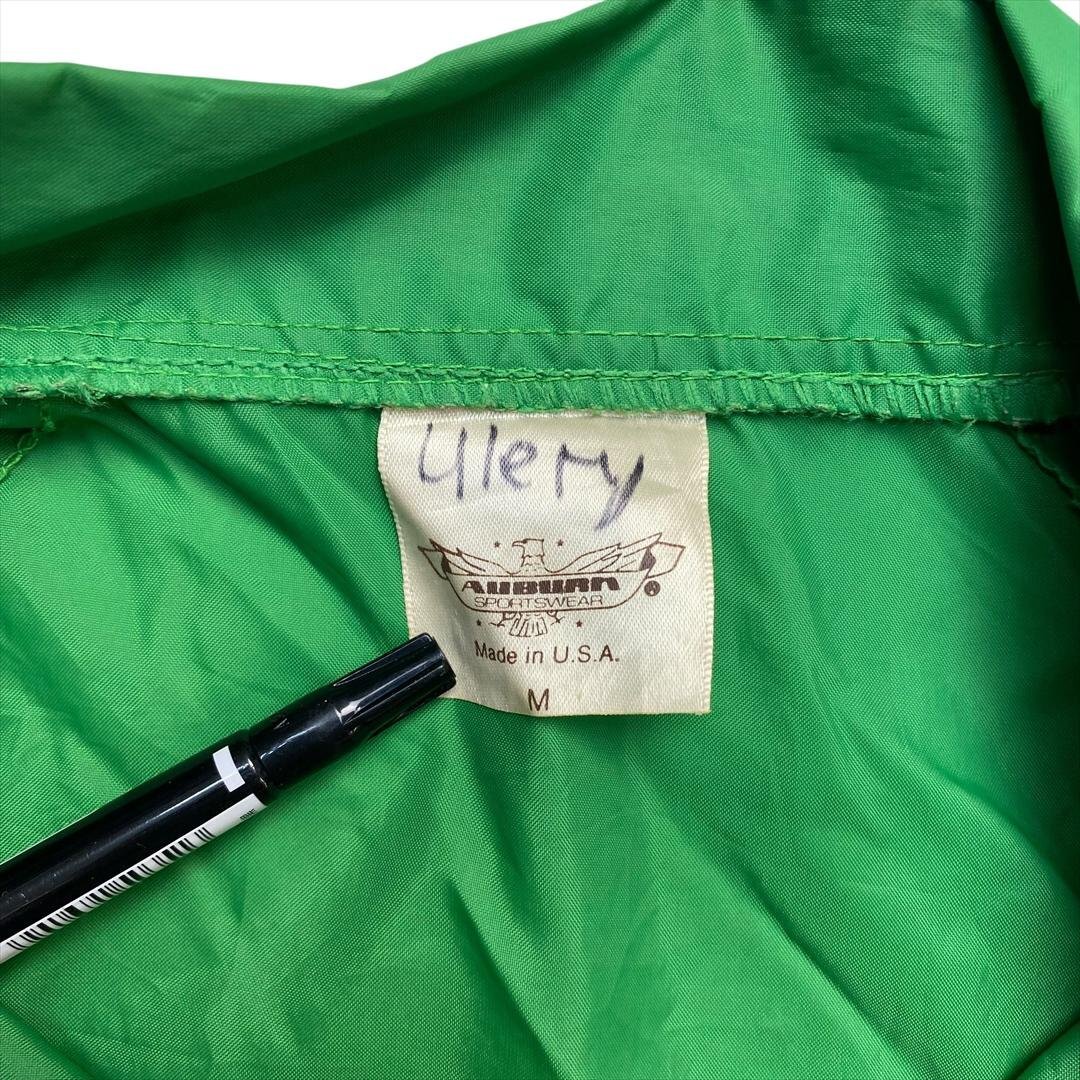 Ulery
AUBURN
SPORTSWEAR
®
Made in U.S.A.
M